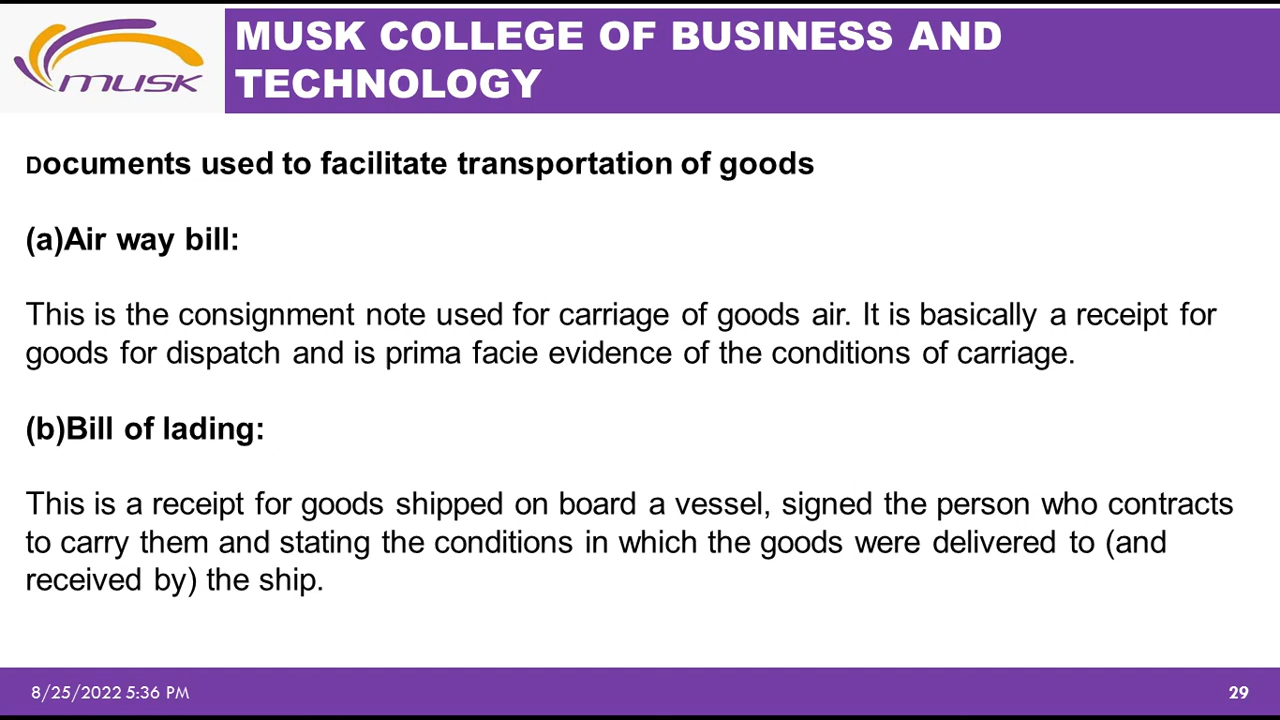 musk
MUSK COLLEGE OF BUSINESS AND
TECHNOLOGY
Documents used to facilitate transportation of goods
(a)Air way bill:
This is the consignment note used for carriage of goods air. It is basically a receipt for
goods for dispatch and is prima facie evidence of the conditions of carriage.
(b)Bill of lading:
This is a receipt for goods shipped on board a vessel, signed the person who contracts
to carry them and stating the conditions in which the goods were delivered to (and
received by) the ship.
8/25/2022 5:36 PM
29